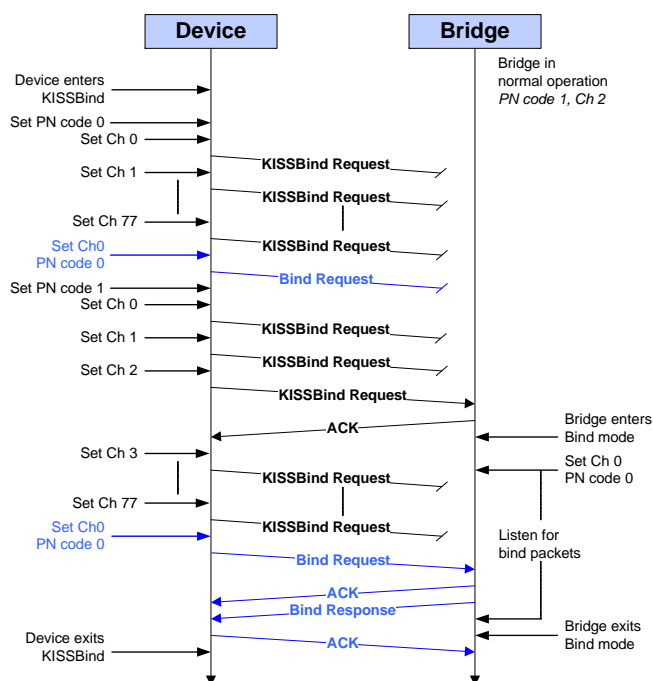 Device
Bridge
Bridge in
normal operation
PN code 1, Ch 2
Device enters
KISSBind
Set PN code 0
Set Ch 0
KISSBind Request
Set Ch 1
KISSBind Request
Set Ch 77
KISSBind Request
Set Ch0
PN code 0
Bind Request
Set PN code 1
Set Ch 0
KISSBind Request
Set Ch 1
KISSBind Request
Set Ch 2
KISSBind Request
ACK
Bridge enters
Bind mode
Set Ch 3
Set Ch 0
PN code 0
KISSBind Request
Set Ch 77
KISSBind Request
Set Ch0
PN code 0
Listen for
bind packets
Bind Request
ACK
Bind Response
Bridge exits
Bind mode
ACK
Device exits
KISSBind